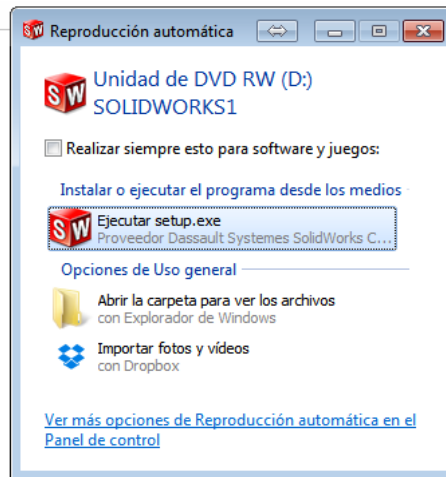 Reproducción automática
Unidad de DVD RW (D:)
SOLIDWORKS1
Realizar siempre esto para software y juegos:
Instalar o ejecutar el programa desde los medios
Ejecutar setup.exe
Proveedor Dassault Systemes SolidWorks C...
Opciones de Uso general
Abrir la carpeta para ver los archivos
con Explorador de Windows
Importar fotos y vídeos
con Dropbox
Ver más opciones de Reproducción automática en el
Panel de control